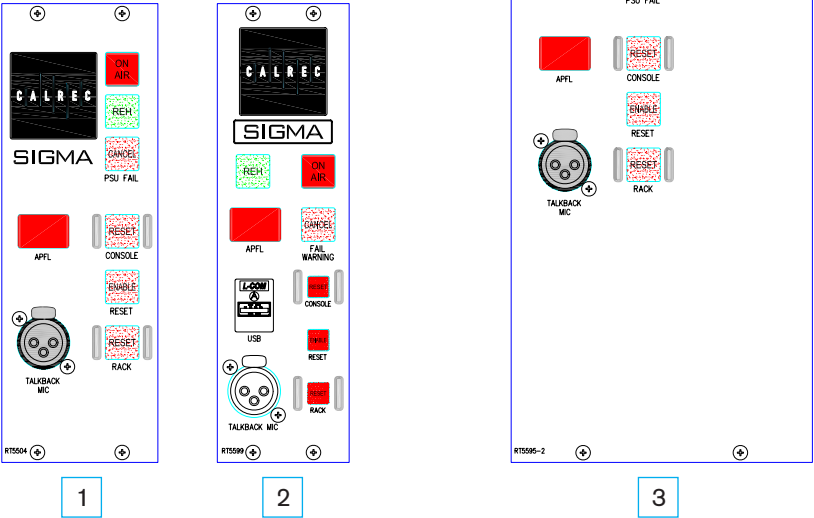 CALREC
ON
AIR
REH
SIGMA
CANCEL
PSU FAIL
APFL
RESET
CONSOLE
ENABLE
RESET
TALKBACK
MIC
RESET
RACK
RT5504
1
CALREC
SIGMA
REH
ON
AIR
APFL
CANCEL
FAIL
WARNING
L-COM
USB
RESET
CONSOLE
ENABLE
RESET
TALKBACK MIC
RESET
RACK
RT5599
2
PSU FAIL
APFL
RESET
CONSOLE
ENABLE
RESET
TALKBACK
MIC
RESET
RACK
RT5595-2
3